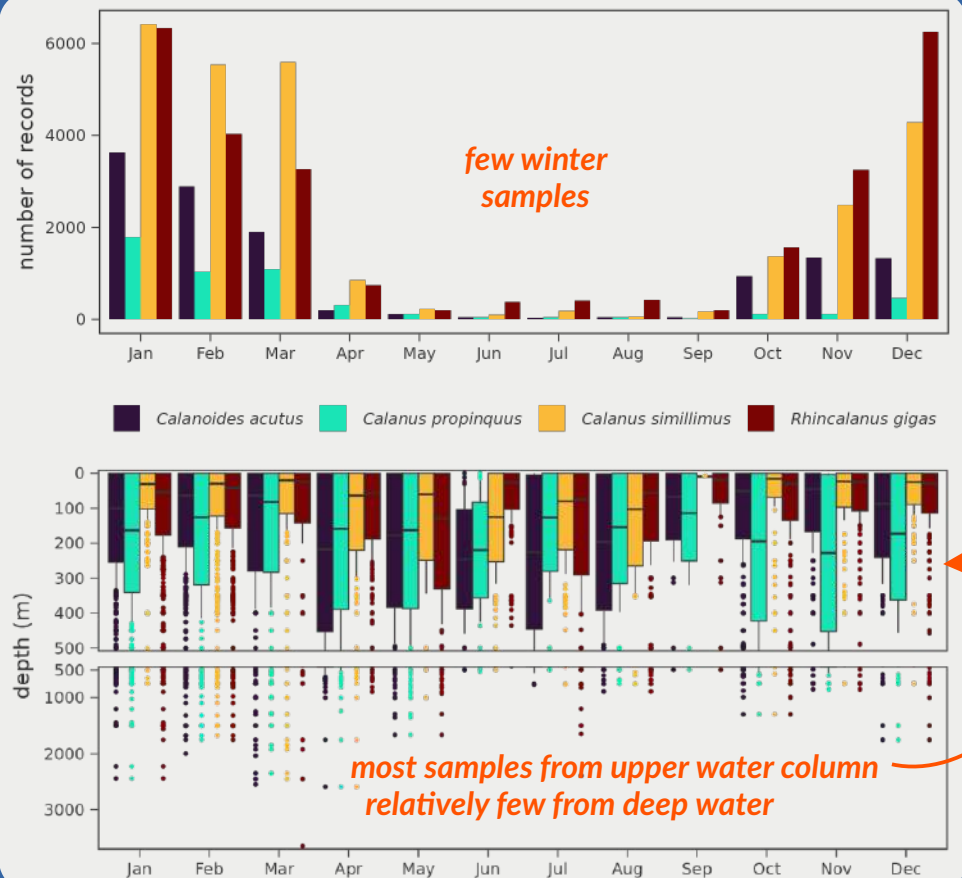 number of records
6000
4000
2000
0
few winter
samples
Jan Feb Mar Apr May Jun Jul Aug Sep Oct Nov Dec
Calanoides acutus Calanus propinquus Calanus simillimus Rhincalanus gigas
depth (m)
0
100
200
300
400
500
500
1000
2000
3000
most samples from upper water column
relatively few from deep water
Jan Feb Mar Apr May Jun Jul Aug Sep Oct Nov Dec